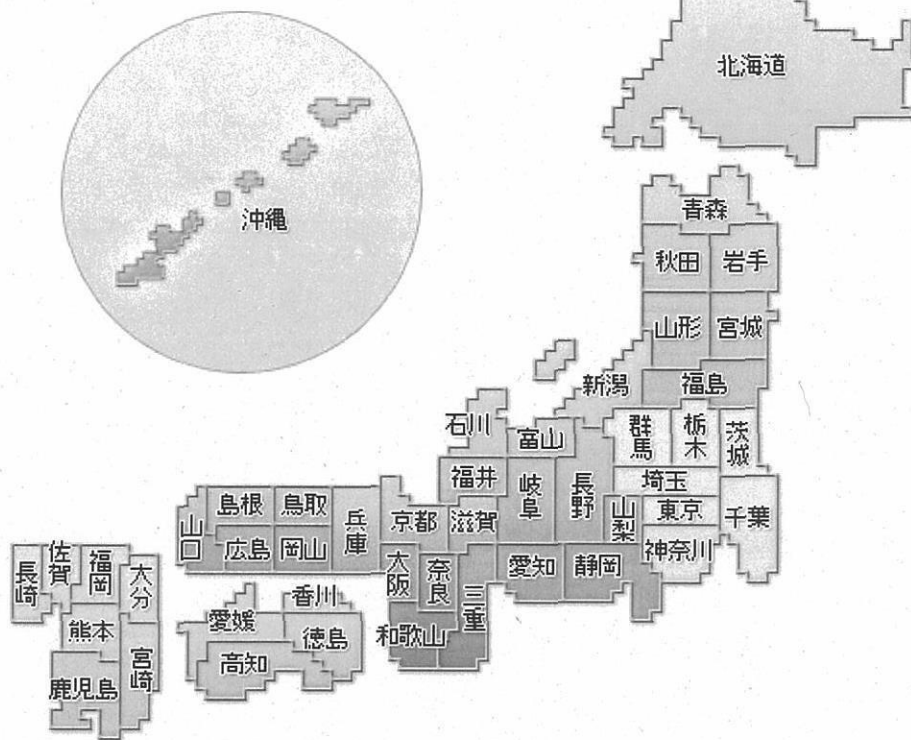 北海道
沖縄
青森
秋田
岩手
山形
宮城
新潟
福島
石川
富山
群馬
栃木
茨城
福井
岐阜
長野
埼玉
山梨
東京
千葉
神奈川
山口
島根
鳥取
兵庫
京都
滋賀
広島
岡山
大阪
奈良
三重
愛知
静岡
和歌山
香川
愛媛
徳島
高知
長崎
佐賀
福岡
大分
熊本
宮崎
鹿児島